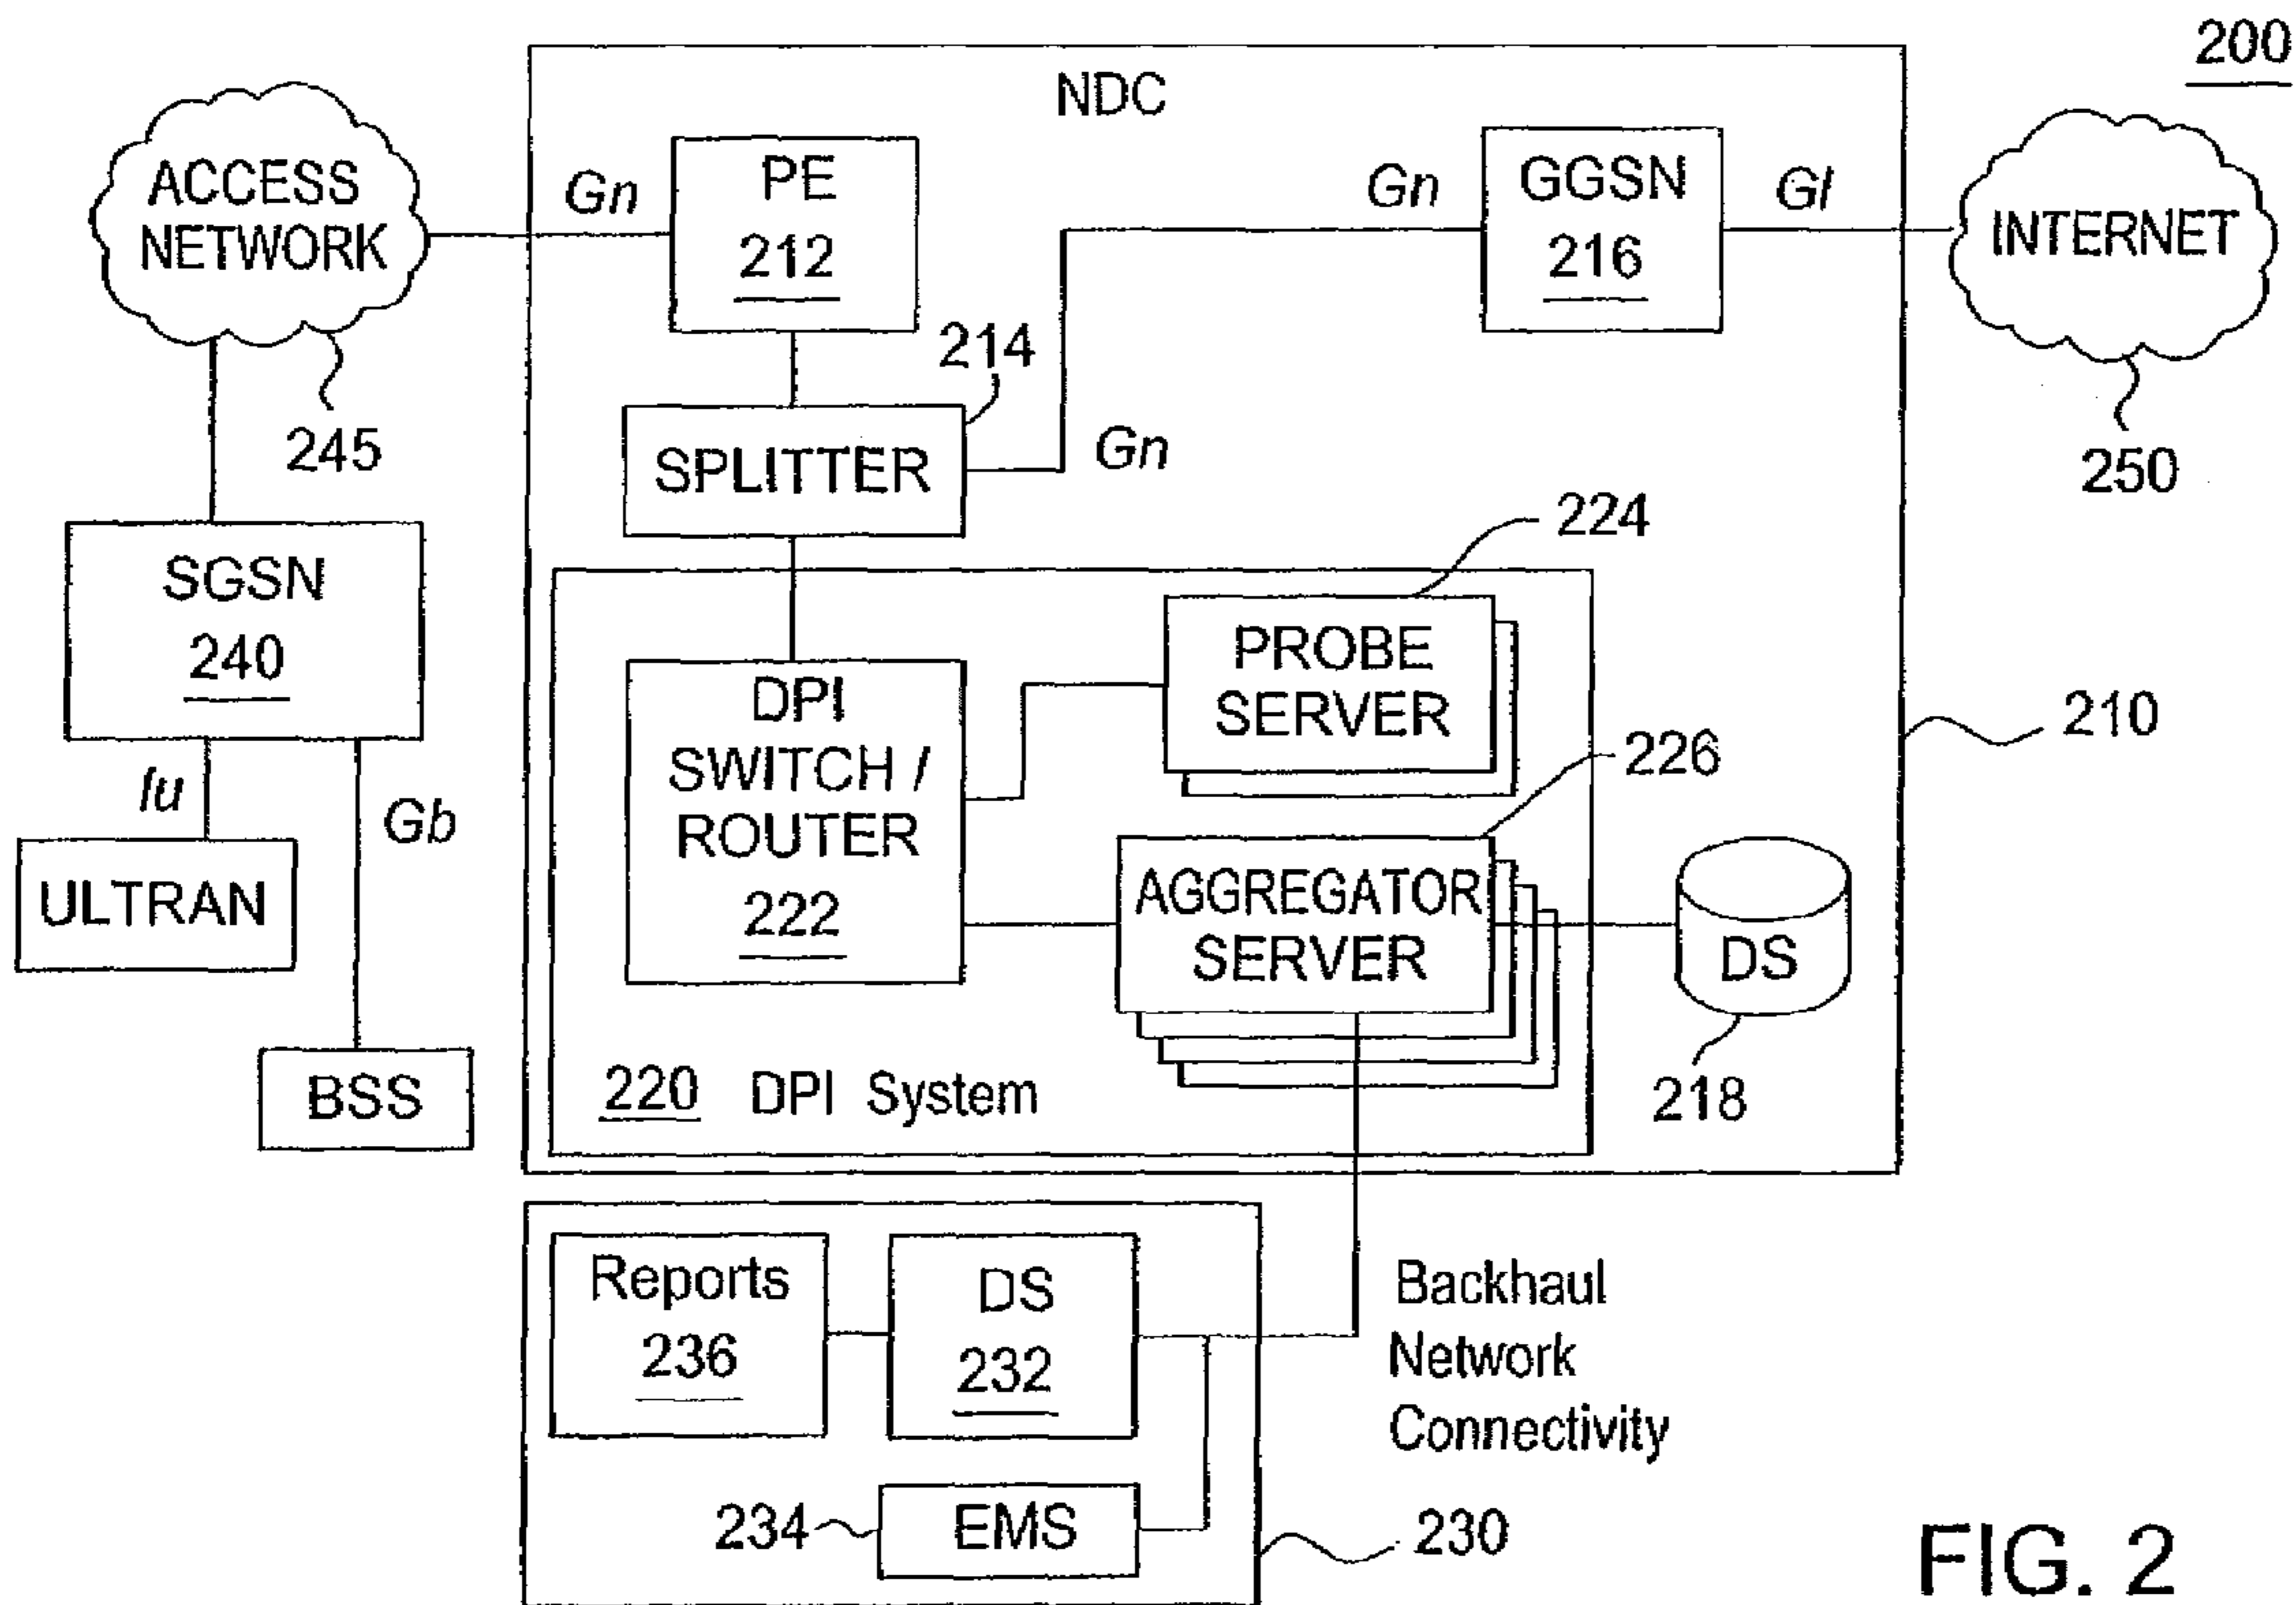 200
NDC
ACCESS
NETWORK
245
Gn
PE
212
214
SPLITTER
Gn
Gn
GGSN
216
Gl
INTERNET
250
SGSN
240
Iu
Gb
ULTRAN
BSS
224
PROBE
SERVER
DPI
SWITCH /
ROUTER
222
226
AGGREGATOR
SERVER
210
DS
218
220 DPI System
Reports
236
DS
232
Backhaul
Network
Connectivity
234
EMS
230
FIG. 2